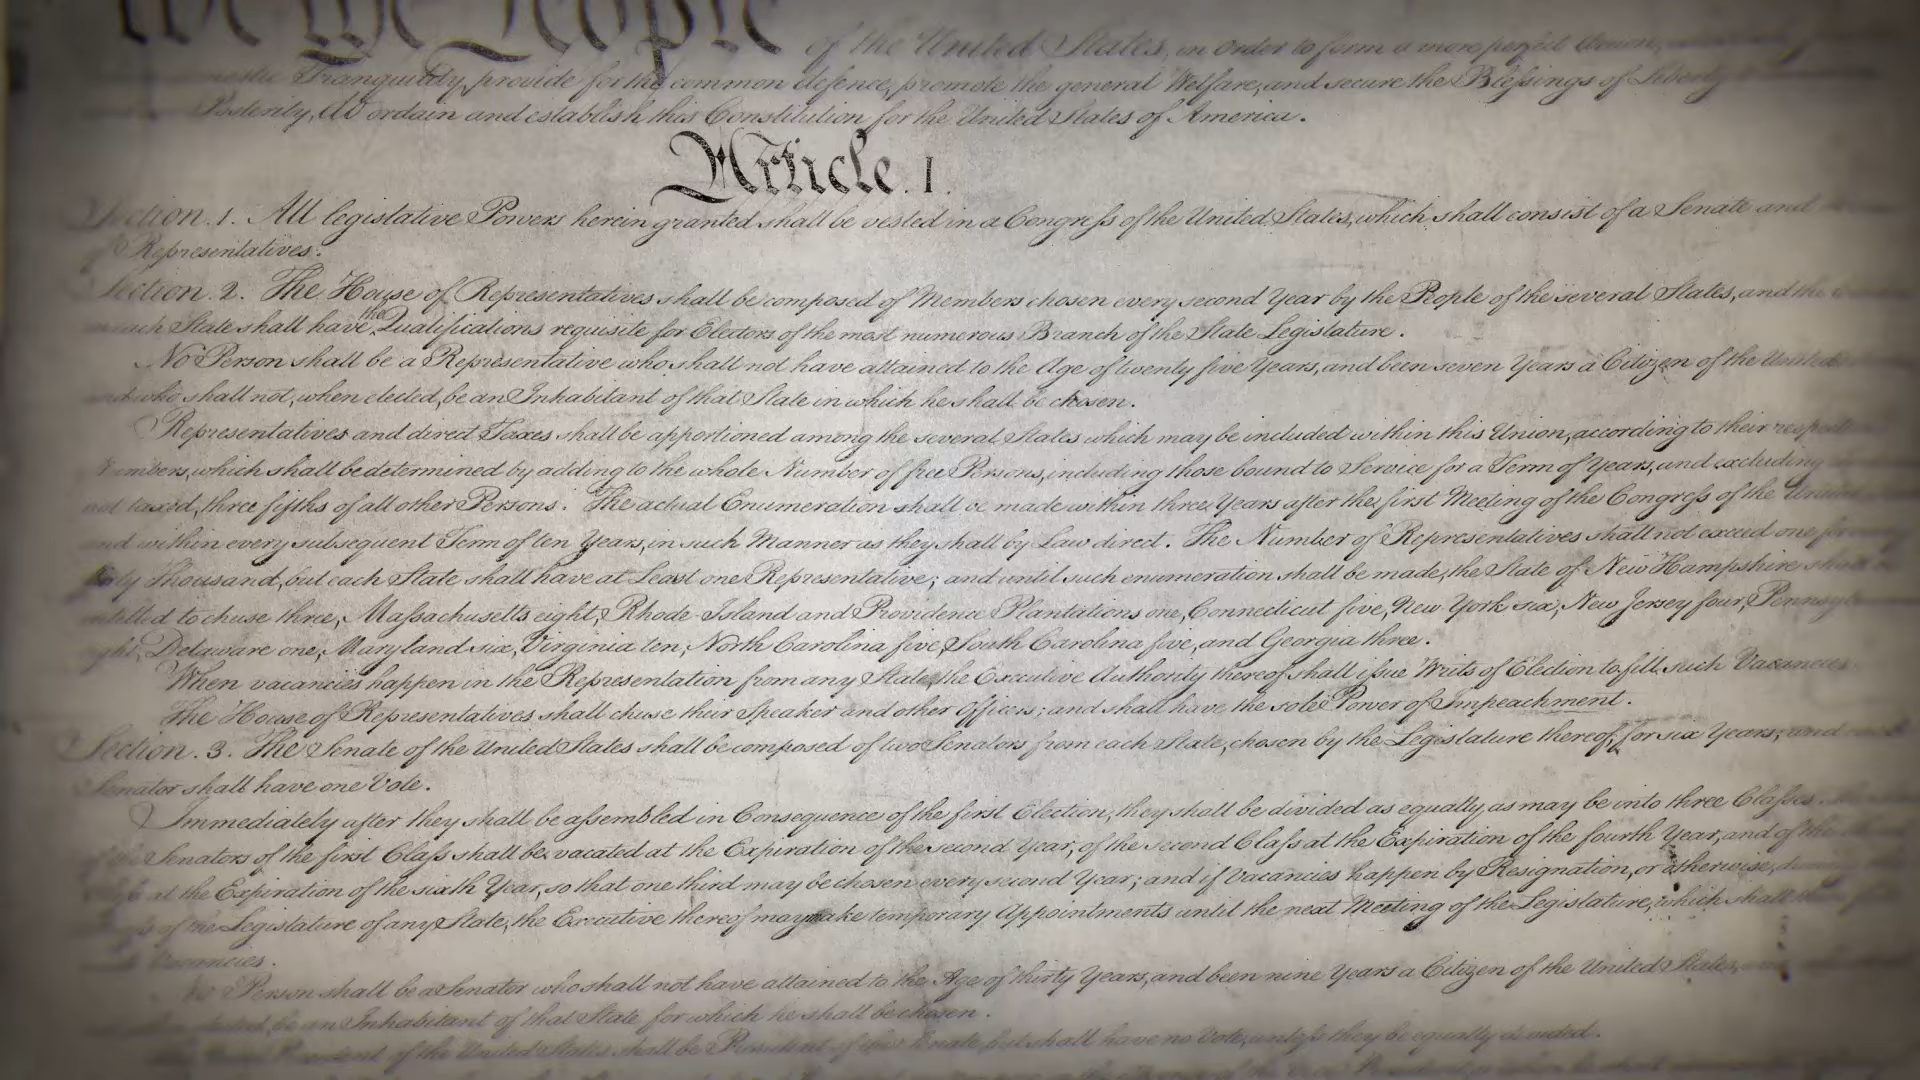 We the People of the United States, in Order to form a more perfect Union,
Tranquility, provide for the common defence, promote the general Welfare, and secure the Blessings of Liberty
Posterity, do ordain and establish this Constitution for the United States of America.
Article. I.
Section. 1. All legislative Powers herein granted shall be vested in a Congress of the United States, which shall consist of a Senate and
of Representatives.
Section. 2. The House of Representatives shall be composed of Members chosen every second Year by the People of the several States, and the
each State shall have the Qualifications requisite for Electors of the most numerous Branch of the State Legislature.
No Person shall be a Representative who shall not have attained to the Age of twenty five Years, and been seven Years a Citizen of the United
and who shall not, when elected, be an Inhabitant of that State in which he shall be chosen.
Representatives and direct Taxes shall be apportioned among the several States which may be included within this Union, according to their
Numbers, which shall be determined by adding to the whole Number of free Persons, including those bound to Service for a Term of Years, and excluding
not taxed, three fifths of all other Persons. The actual Enumeration shall be made within three Years after the first Meeting of the Congress of the United
and within every subsequent Term of ten Years, in such Manner as they shall by Law direct. The Number of Representatives shall not exceed one for
Thousand, but each State shall have at Least one Representative; and until such enumeration shall be made, the State of New Hampshire shall be
entitled to chuse three, Massachusetts eight, Rhode-Island and Providence Plantations one, Connecticut five, New-York six, New Jersey four,
eight, Delaware one, Maryland six, Virginia ten, North Carolina five, South Carolina five, and Georgia three.
When vacancies happen in the Representation from any State, the Executive Authority thereof shall issue Writs of Election to fill such Vacancies.
The House of Representatives shall chuse their Speaker and other Officers; and shall have the sole Power of Impeachment.
Section. 3. The Senate of the United States shall be composed of two Senators from each State, chosen by the Legislature thereof, for six Years; and
Senator shall have one Vote.
Immediately after they shall be assembled in Consequence of the first Election, they shall be divided as equally as may be into three Classes.
of the Senators of the first Class shall be vacated at the Expiration of the second Year, of the second Class at the Expiration of the fourth Year, and of the
at the Expiration of the sixth Year, so that one third may be chosen every second Year; and if Vacancies happen by Resignation, or otherwise,
of the Legislature of any State, the Executive thereof may make temporary Appointments until the next Meeting of the Legislature, which shall then
Vacancies.
No Person shall be a Senator who shall not have attained to the Age of thirty Years, and been nine Years a Citizen of the United States,
be an Inhabitant of that State for which he shall be chosen.
President of the United States shall be President of the Senate, but shall have no Vote, unless they be equally divided.